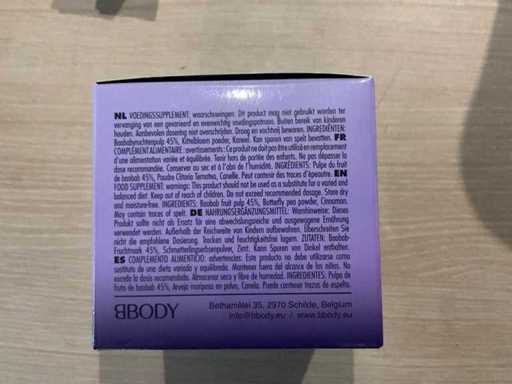 NL VOEDINGSSUPPLEMENT, waarschuwingen: Dit product mag niet gebruikt worden ter
vervanging van een gevarieerd en evenwichtig voedingspatroon. Buiten bereik van kinderen
houden. Aanbevolen dosering niet overschrijden. Droog en vochtvrij bewaren. INGREDIËNTEN:
Baobabvruchtenpulp 45%, Kittelbloem poeder, Kaneel. Kan sporen van spelt bevatten. FR
COMPLÉMENT ALIMENTAIRE : avertissements : Ce produit ne doit pas être utilisé en remplacement
d'une alimentation variée et équilibrée. Tenir hors de portée des enfants. Ne pas dépasser la
dose recommandée. Conserver au sec et à l'abri de l'humidité. INGRÉDIENTS: Pulpe du fruit
de baobab 45%, Poudre Clitoria Ternatea, Canelle. Peut contenir des traces d'épeautre. EN
FOOD SUPPLEMENT: warning: This product should not be used as a substitute for a varied and
balanced diet. Keep out of reach of children. Do not exceed recommended dosage. Store dry
and moisture-free. INGREDIENTS: Baobab fruit pulp 45%, Butterfly pea powder, Cinnamon.
May contain traces of spelt. DE NAHRUNGSERGÄNZUNGSMITTEL: Warnhinweise: Dieses
Produkt sollte nicht als Ersatz für eine abwechslungsreiche und ausgewogene Ernährung
verwendet werden. Außerhalb der Reichweite von Kindern aufbewahren. Überschreiten Sie
nicht die empfohlene Dosierung. Trocken und feuchtigkeitsfrei lagern. ZUTATEN: Baobab-
Fruchtmark 45%, Schmetterlingserbsenpulver, Zimt. Kann Spuren von Dinkel enthalten.
ES COMPLEMENTO ALIMENTICIO: advertencias: Este producto no debe utilizarse como
sustituto de una dieta variada y equilibrada. Mantener fuera del alcance de los niños. No
exceda la dosis recomendada. Almacenar seco y libre de humedad. INGREDIENTES: Pulpa de
fruta de baobab 45%, Arveja mariposa en polvo, Canela. Puede contener trazas de espelta.
BBODY
Bethaniëlei 35, 2970 Schilde, Belgium
info@bbody.eu / www.bbody.eu